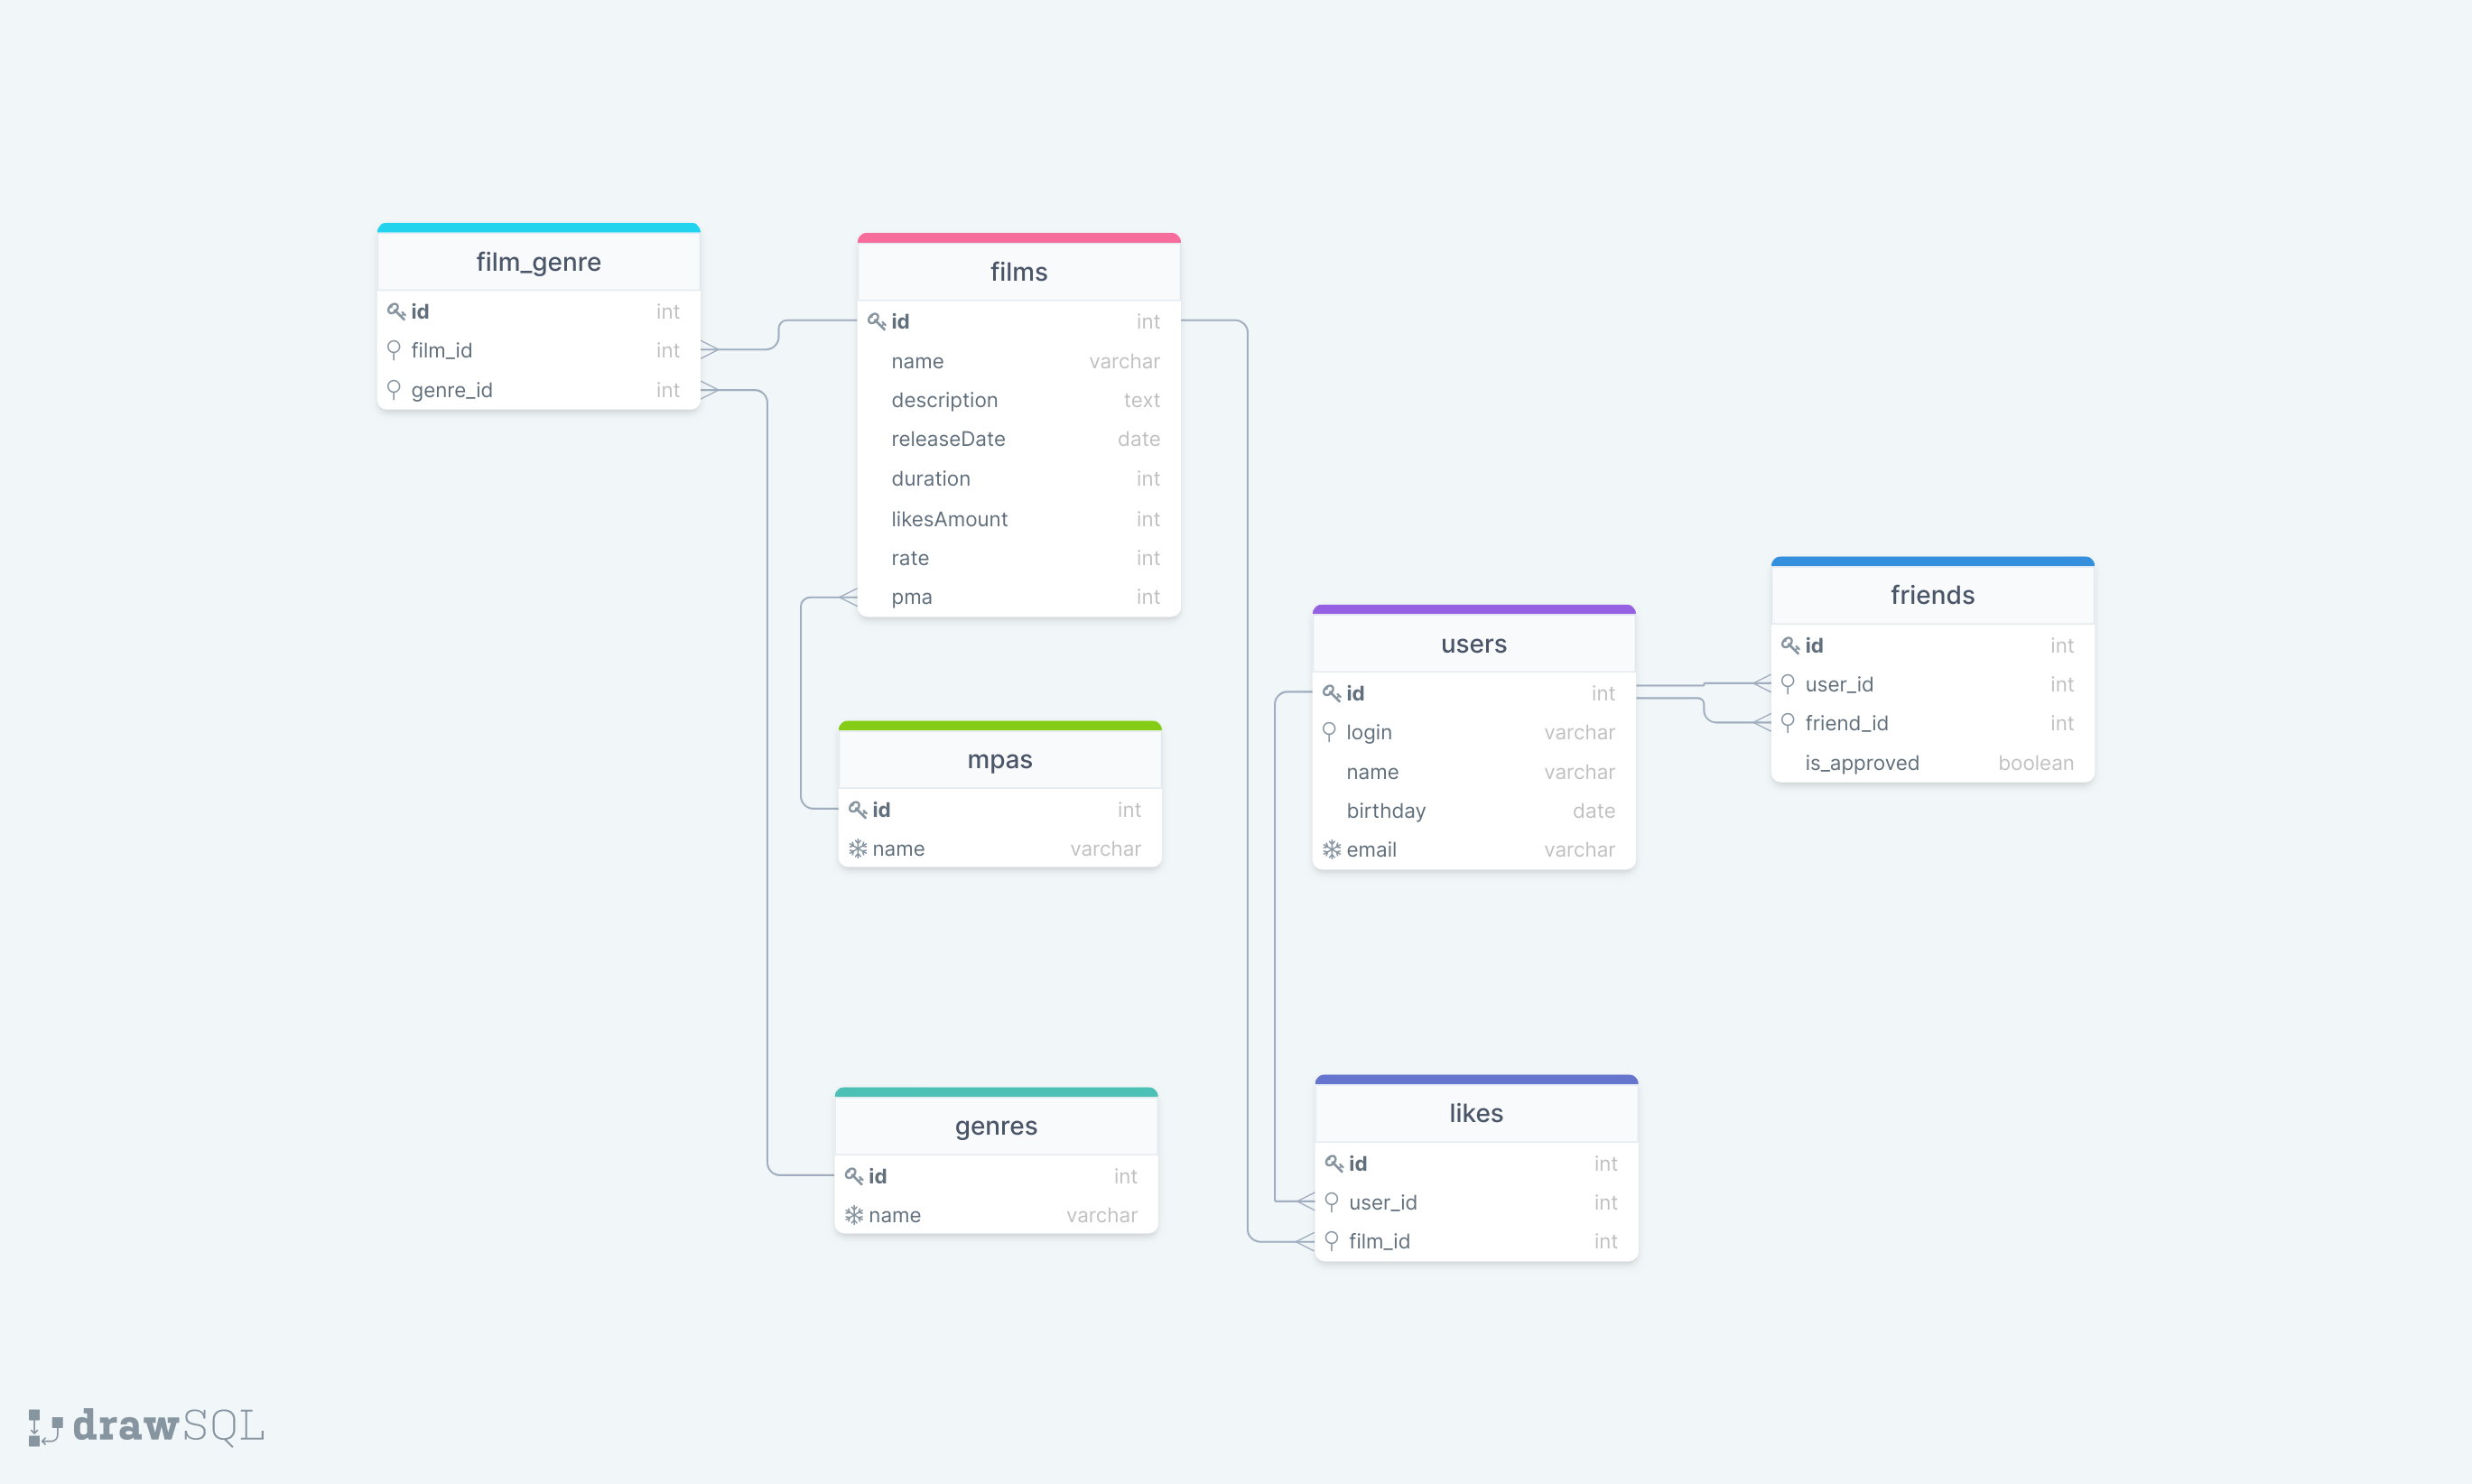 film_genre
id int
film_id int
genre_id int
films
id int
name varchar
description text
releaseDate date
duration int
likesAmount int
rate int
pma int
mpas
id int
name varchar
genres
id int
name varchar
users
id int
login varchar
name varchar
birthday date
email varchar
likes
id int
user_id int
film_id int
friends
id int
user_id int
friend_id int
is_approved boolean
drawSQL